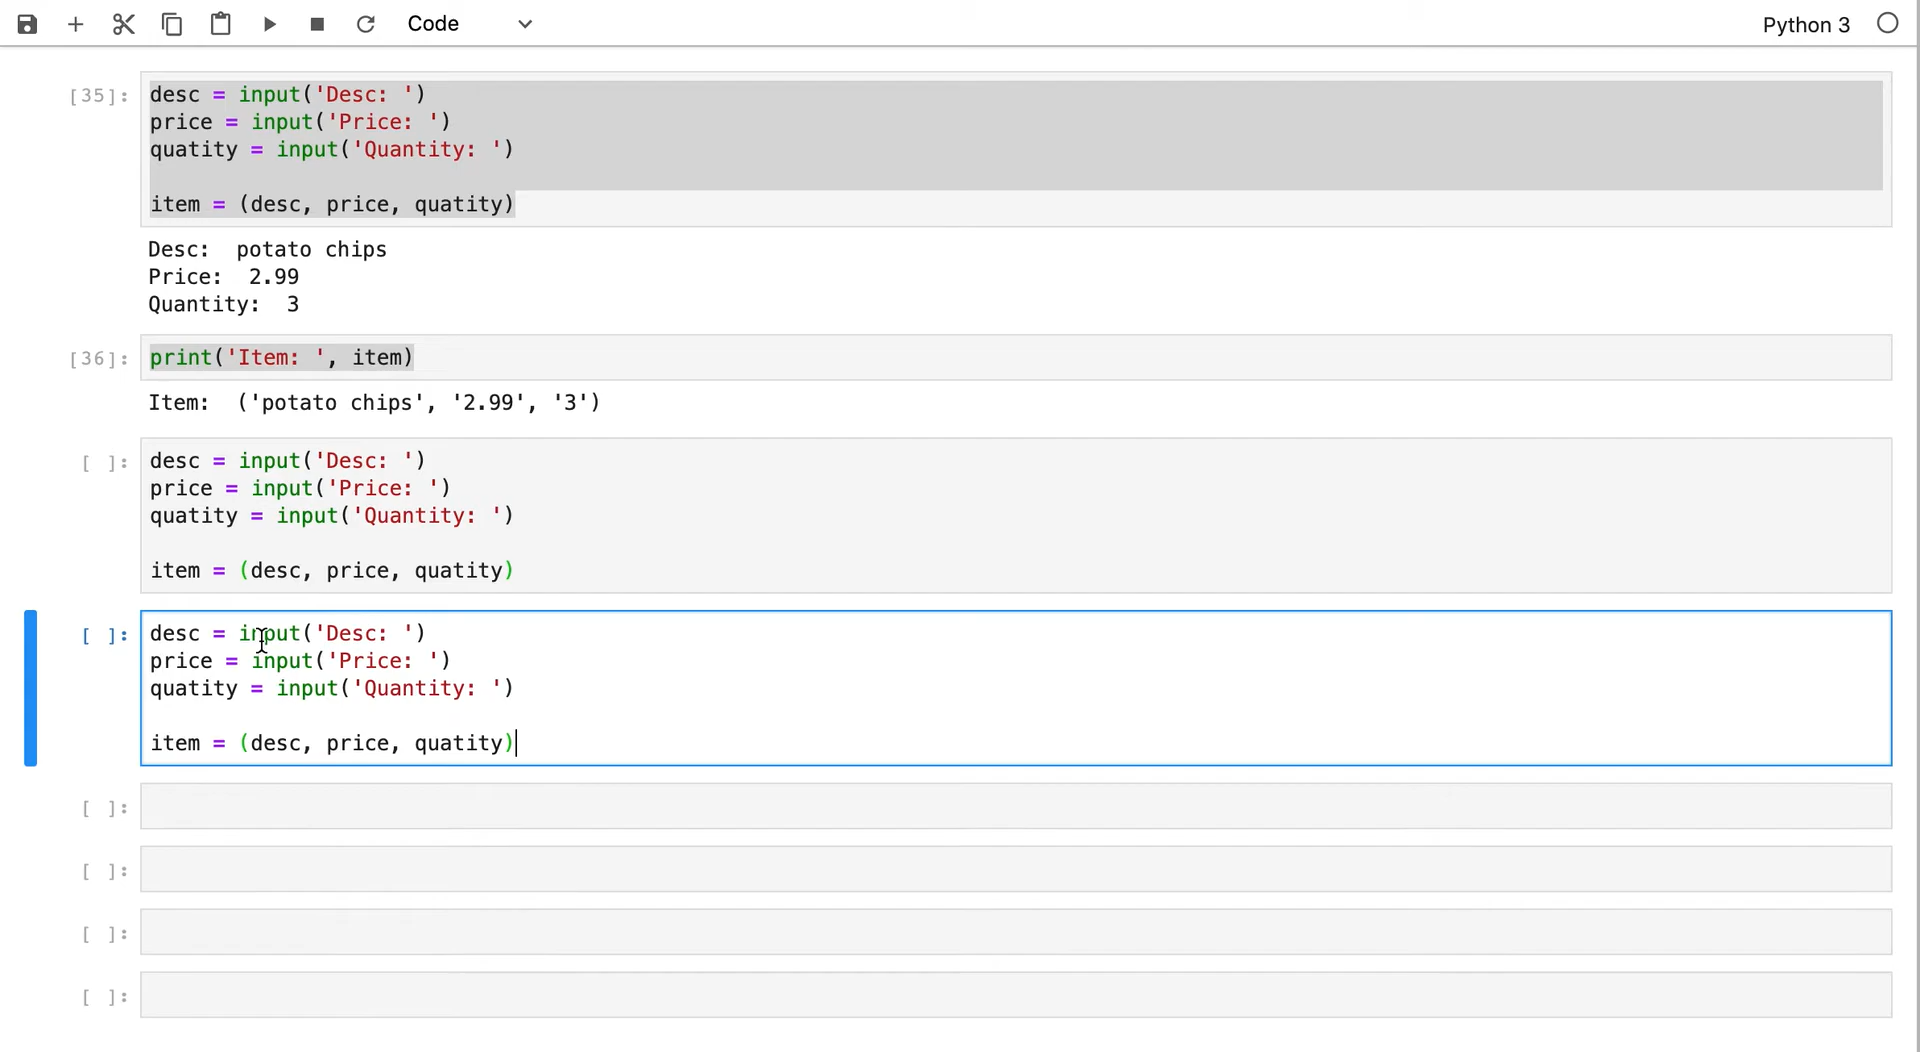 Code
Python 3
[35]:
desc = input('Desc: ')
price = input('Price: ')
quatity = input('Quantity: ')
item = (desc, price, quatity)
Desc:  potato chips
Price:  2.99
Quantity:  3
[36]:
print('Item: ', item)
Item:  ('potato chips', '2.99', '3')
[ ]:
desc = input('Desc: ')
price = input('Price: ')
quatity = input('Quantity: ')
item = (desc, price, quatity)
[ ]:
desc = input('Desc: ')
price = input('Price: ')
quatity = input('Quantity: ')
item = (desc, price, quatity)
[ ]:
[ ]:
[ ]:
[ ]: